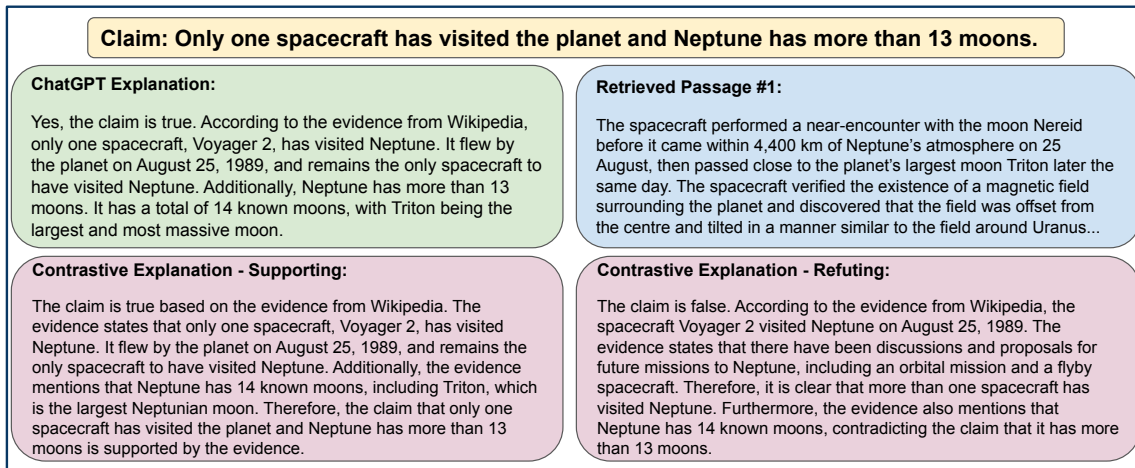 Claim: Only one spacecraft has visited the planet and Neptune has more than 13 moons.
ChatGPT Explanation:
Yes, the claim is true. According to the evidence from Wikipedia,
only one spacecraft, Voyager 2, has visited Neptune. It flew by
the planet on August 25, 1989, and remains the only spacecraft to
have visited Neptune. Additionally, Neptune has more than 13
moons. It has a total of 14 known moons, with Triton being the
largest and most massive moon.
Retrieved Passage #1:
The spacecraft performed a near-encounter with the moon Nereid
before it came within 4,400 km of Neptune's atmosphere on 25
August, then passed close to the planet's largest moon Triton later the
same day. The spacecraft verified the existence of a magnetic field
surrounding the planet and discovered that the field was offset from
the centre and tilted in a manner similar to the field around Uranus...
Contrastive Explanation - Supporting:
The claim is true based on the evidence from Wikipedia. The
evidence states that only one spacecraft, Voyager 2, has visited
Neptune. It flew by the planet on August 25, 1989, and remains the
only spacecraft to have visited Neptune. Additionally, the evidence
mentions that Neptune has 14 known moons, including Triton, which
is the largest Neptunian moon. Therefore, the claim that only one
spacecraft has visited the planet and Neptune has more than 13
moons is supported by the evidence.
Contrastive Explanation - Refuting:
The claim is false. According to the evidence from Wikipedia, the
spacecraft Voyager 2 visited Neptune on August 25, 1989. The
evidence states that there have been discussions and proposals for
future missions to Neptune, including an orbital mission and a flyby
spacecraft. Therefore, it is clear that more than one spacecraft has
visited Neptune. Furthermore, the evidence also mentions that
Neptune has 14 known moons, contradicting the claim that it has more
than 13 moons.